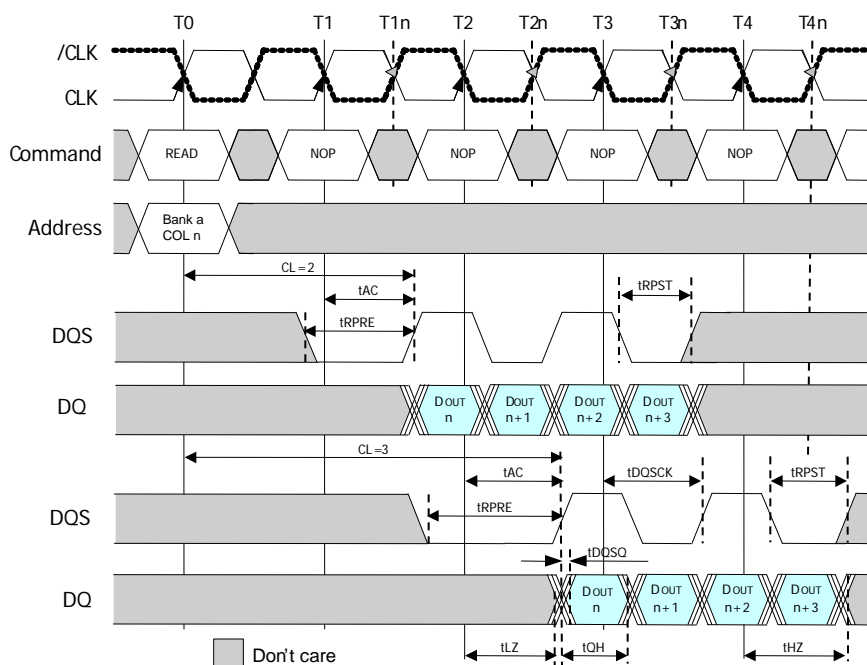 T0 T1 T1n T2 T2n T3 T3n T4 T4n
/CLK
CLK
Command READ NOP NOP NOP NOP
Address Bank a
COL n
CL=2
tAC
tRPRE
tRPST
DQS
DQ
DOUT n
DOUT n+1
DOUT n+2
DOUT n+3
CL=3
tAC
tDQSCK
tRPST
tRPRE
DQS
tDQSQ
DQ
DOUT n
DOUT n+1
DOUT n+2
DOUT n+3
tLZ
tQH
tHZ
Don't care